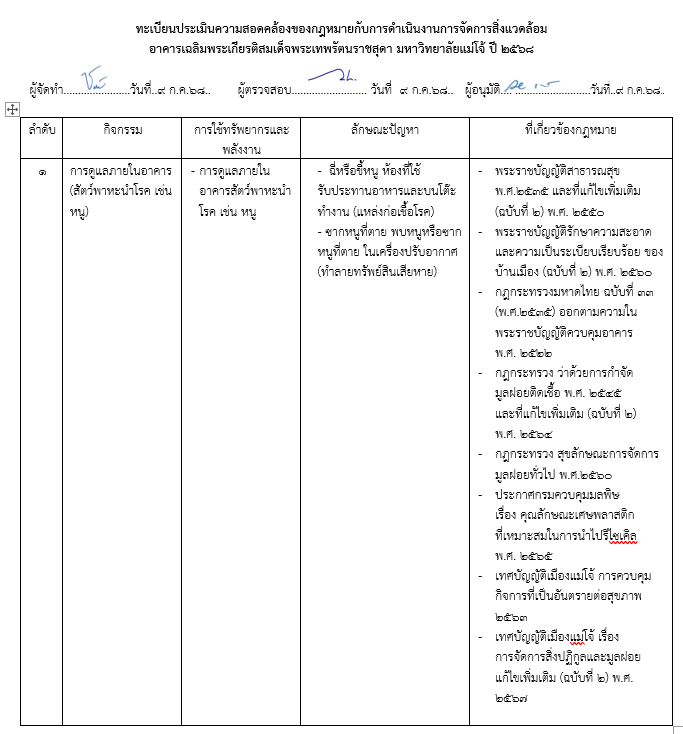 ทะเบียนประเมินความสอดคล้องของกฎหมายกับการดำเนินงานการจัดการสิ่งแวดล้อม
อาคารเฉลิมพระเกียรติสมเด็จพระเทพรัตนราชสุดา มหาวิทยาลัยแม่โจ้ ปี ๒๕๖๘
ผู้จัดทำ....................วันที่..๙ ก.ค.๖๘.. ผู้ตรวจสอบ........................ วันที่ ๙ ก.ค.๖๘.. ผู้อนุมัติ............................วันที่..๙ ก.ค.๖๘..
ลำดับ กิจกรรม การใช้ทรัพยากรและ ลักษณะปัญหา ที่เกี่ยวข้องกฎหมาย
พลังงาน
๑ การดูแลภายในอาคาร
(สัตว์พาหะนำโรค เช่น
หนู)
- การดูแลภายใน
อาคารสัตว์พาหะนำ
โรค เช่น หนู
- ฉี่หรือขี้หนู ห้องที่ใช้
รับประทานอาหารและบนโต๊ะ
ทำงาน (แหล่งก่อเชื้อโรค)
- ซากหนูที่ตาย พบหนูหรือซาก
หนูที่ตาย ในเครื่องปรับอากาศ
(ทำลายทรัพย์สินเสียหาย)
- พระราชบัญญัติสาธารณสุข
พ.ศ.๒๕๓๕ และที่แก้ไขเพิ่มเติม
(ฉบับที่ ๒) พ.ศ. ๒๕๕๐
- พระราชบัญญัติรักษาความสะอาด
และความเป็นระเบียบเรียบร้อย ของ
บ้านเมือง (ฉบับที่ ๒) พ.ศ. ๒๕๖๐
- กฎกระทรวงมหาดไทย ฉบับที่ ๓๓
(พ.ศ.๒๕๓๕) ออกตามความใน
พระราชบัญญัติควบคุมอาคาร
พ.ศ. ๒๕๒๒
- กฎกระทรวง ว่าด้วยการกำจัด
มูลฝอยติดเชื้อ พ.ศ. ๒๕๔๕
และที่แก้ไขเพิ่มเติม (ฉบับที่ ๒)
พ.ศ. ๒๕๖๔
- กฎกระทรวง สุขลักษณะการจัดการ
มูลฝอยทั่วไป พ.ศ.๒๕๖๐
- ประกาศกรมควบคุมมลพิษ
เรื่อง คุณลักษณะเศษพลาสติก
ที่เหมาะสมในการนำไปรีไซเคิล
พ.ศ. ๒๕๖๕
- เทศบัญญัติเมืองแม่โจ้ การควบคุม
กิจการที่เป็นอันตรายต่อสุขภาพ
๒๕๖๓
- เทศบัญญัติเมืองแม่โจ้ เรื่อง
การจัดการสิ่งปฏิกูลและมูลฝอย
แก้ไขเพิ่มเติม (ฉบับที่ ๒) พ.ศ.
๒๕๖๗